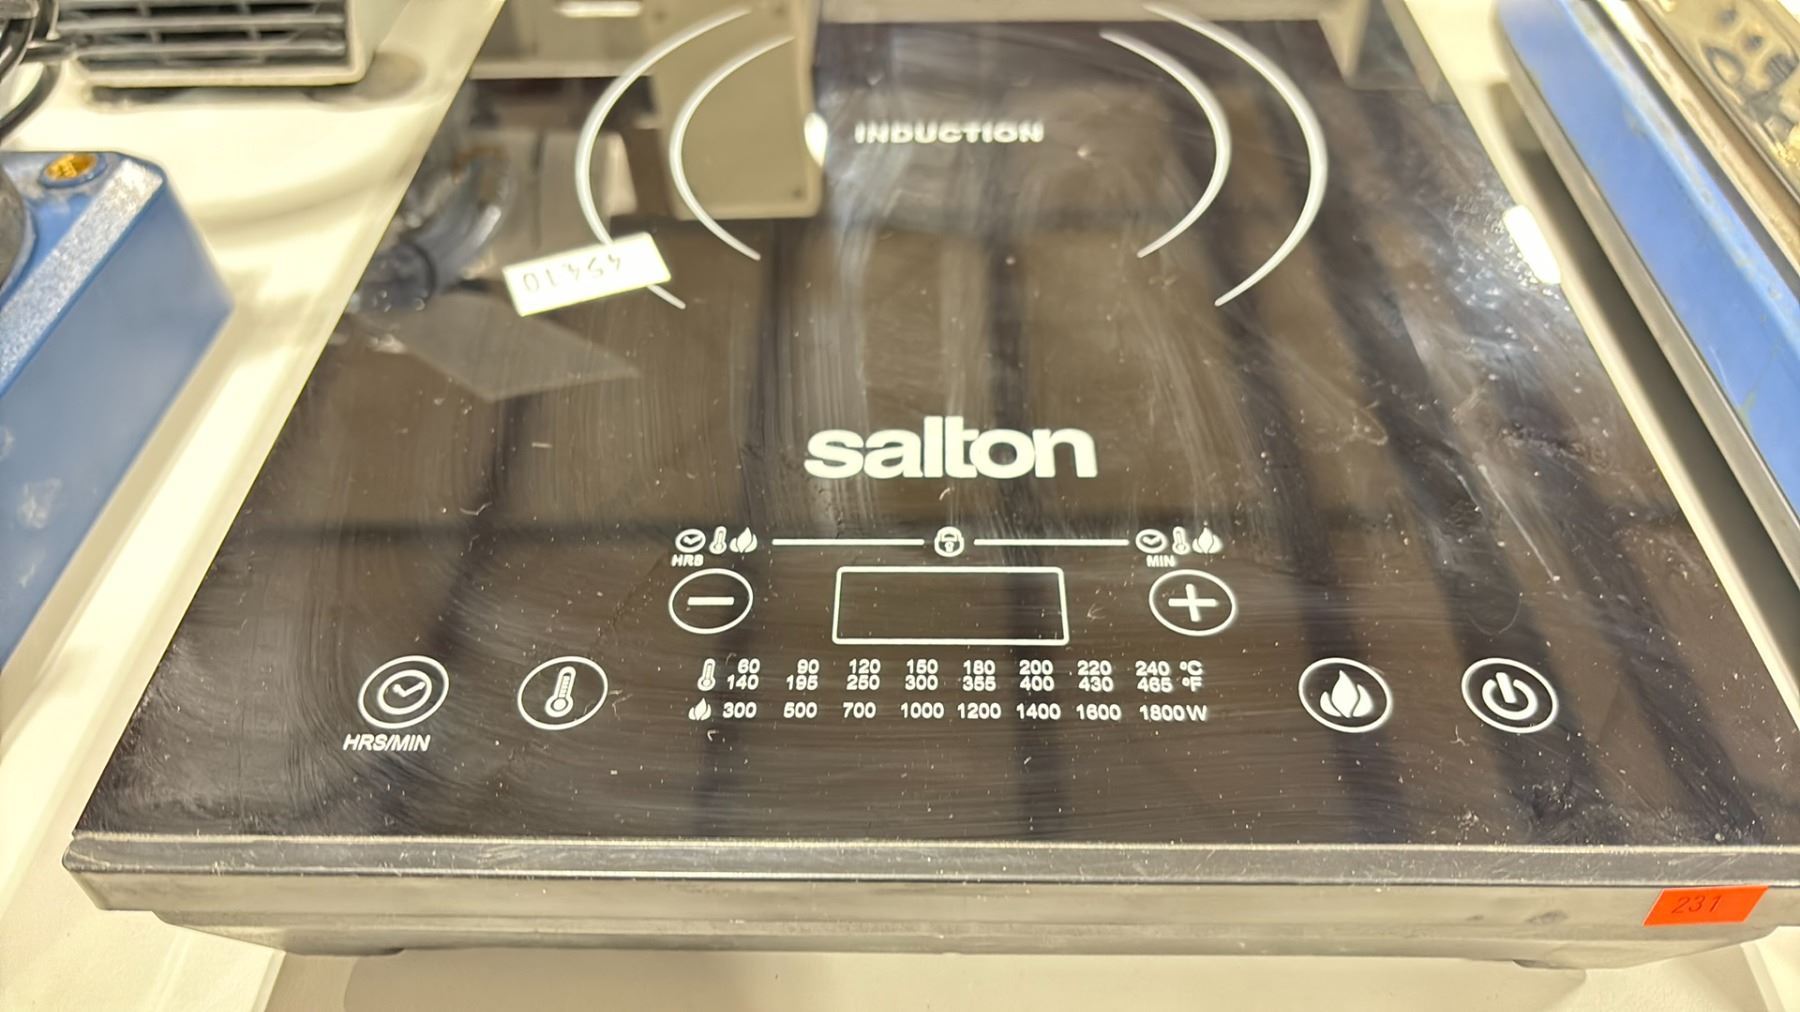 INDUCTION
45410
salton
HRS
MIN
60 90 120 150 180 200 220 240 °C
140 195 250 300 355 400 430 465 °F
300 500 700 1000 1200 1400 1600 1800W
HRS/MIN
231